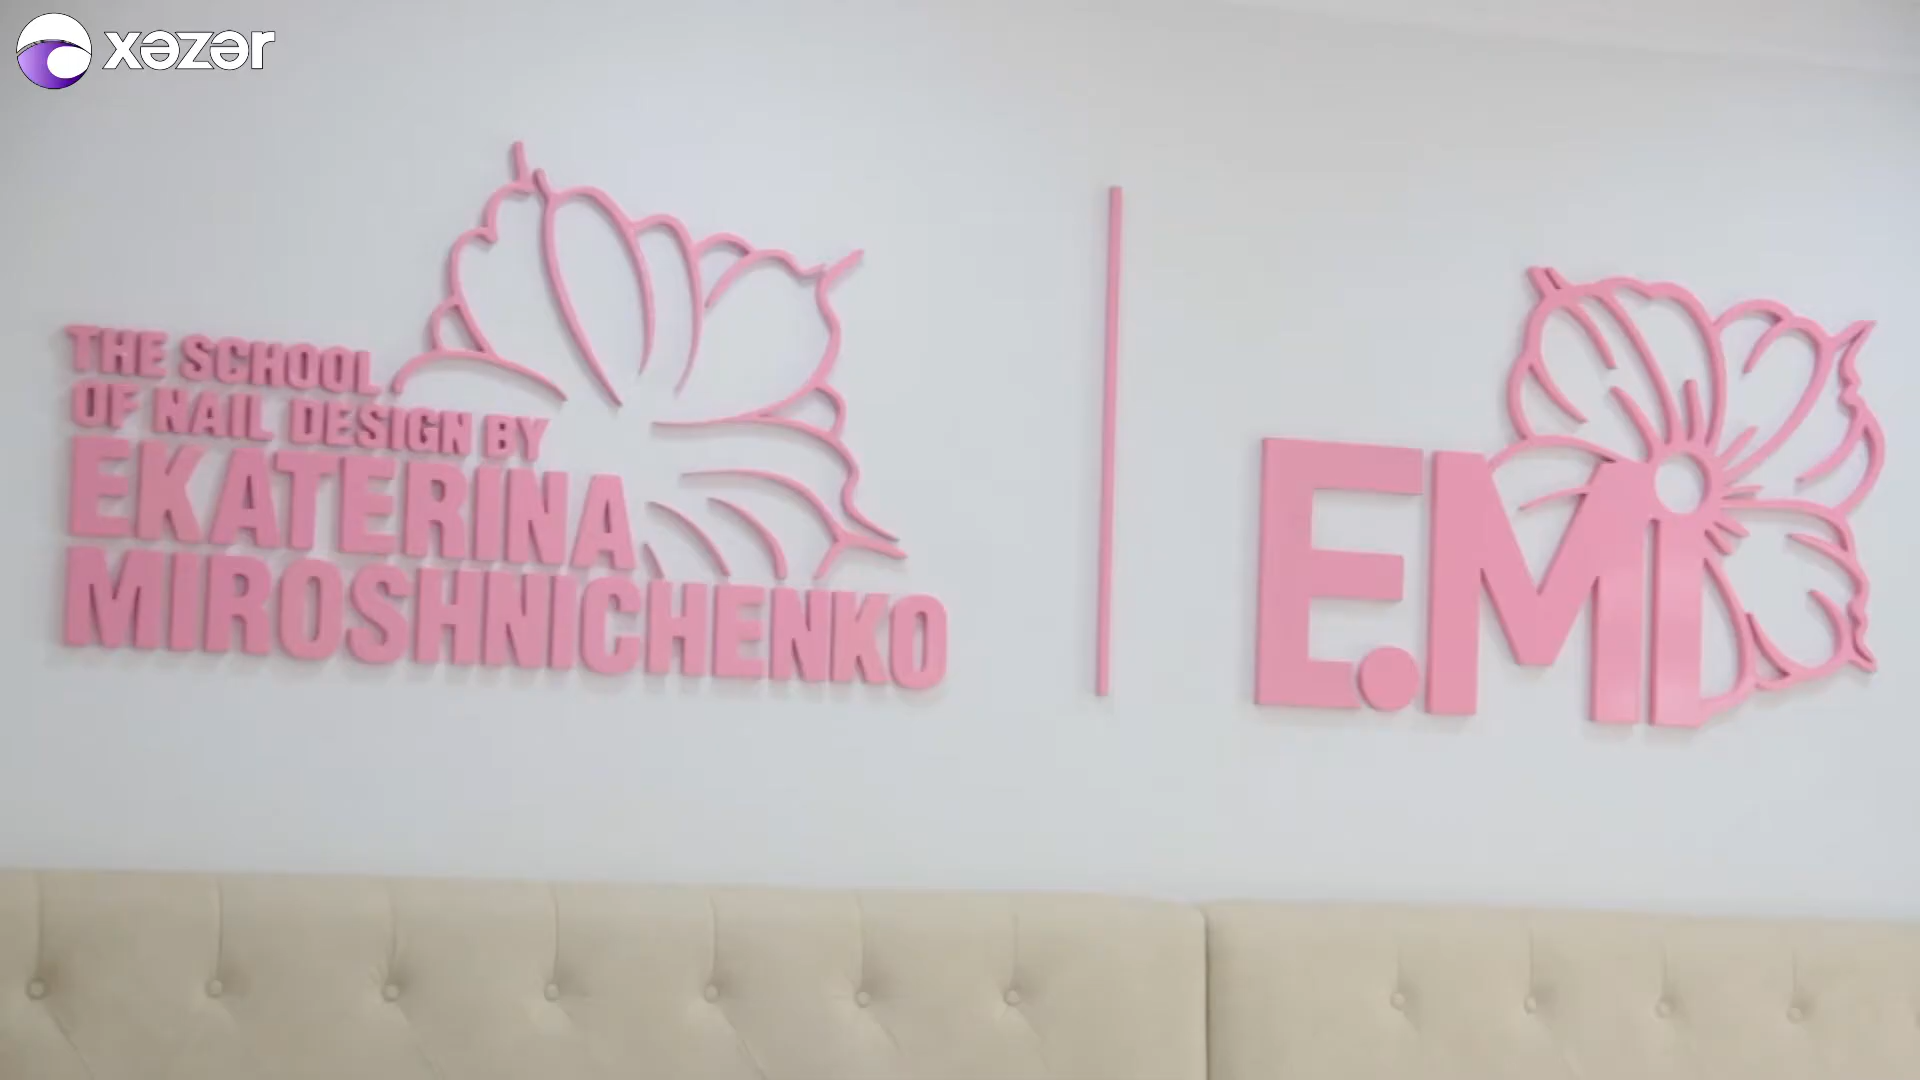 xəzər
THE SCHOOL
OF NAIL DESIGN BY
EKATERINA
MIROSHNICHENKO
E.MI